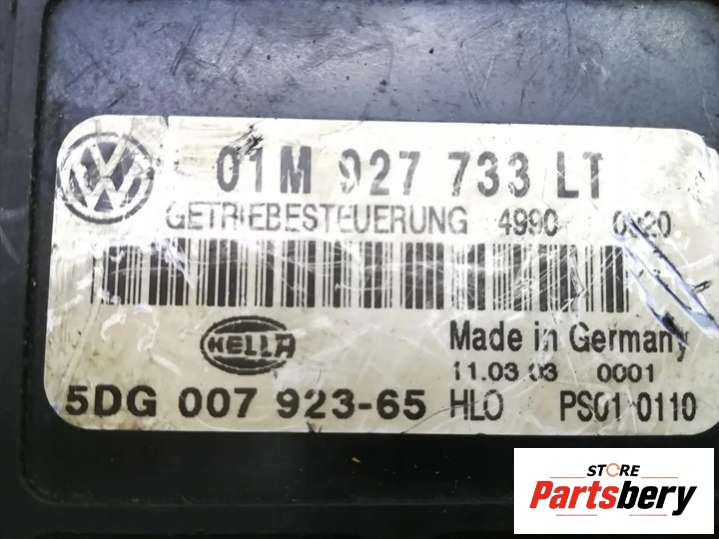 01M 927 733 LT
GETRIEBESTEUERUNG 4990 0020
HELLA
Made in Germany
11.03.03 0001
5DG 007 923-65 HLO PS01 0110
STORE
Partsbery